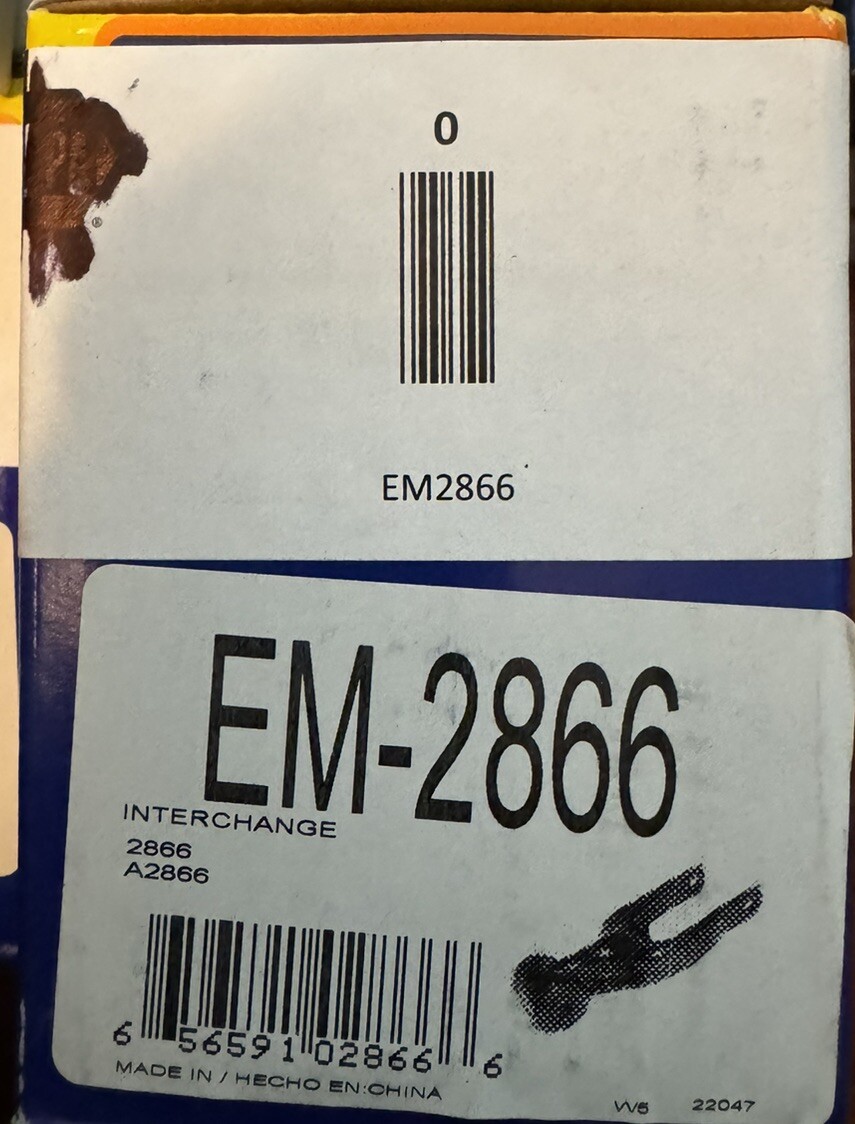 ®
0
EM2866
EM-2866
INTERCHANGE
2866
A2866
6 56591 02866 6
MADE IN / HECHO EN:CHINA
W5 22047